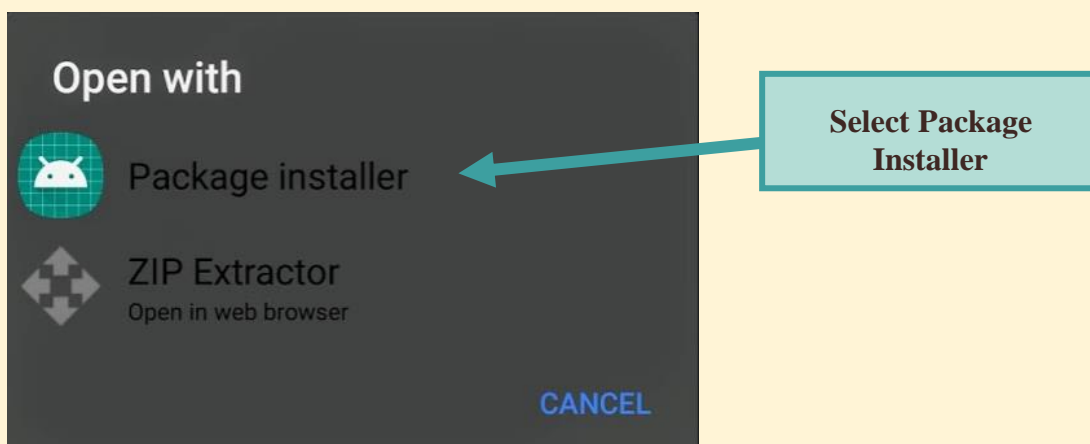 Open with
Package installer
ZIP Extractor
Open in web browser
CANCEL
Select Package
Installer